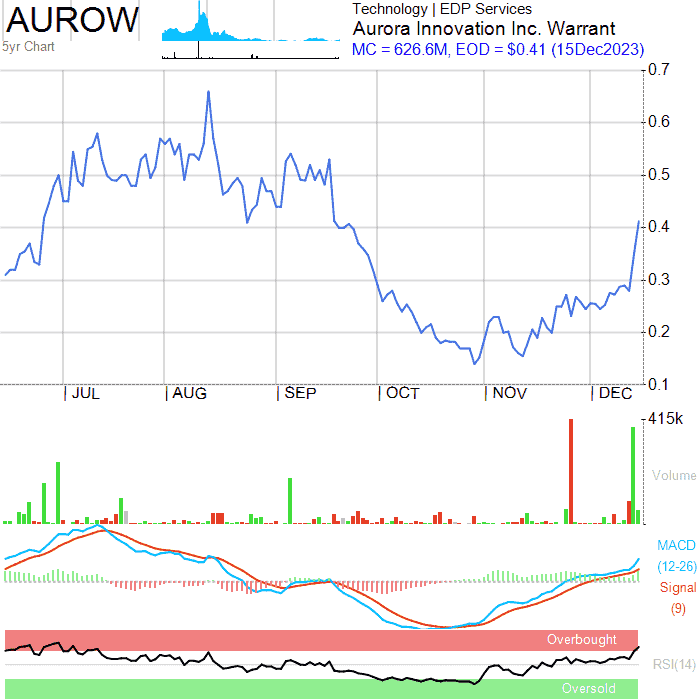 AUROW
5yr Chart
Technology | EDP Services
Aurora Innovation Inc. Warrant
MC = 626.6M, EOD = $0.41 (15Dec2023)
0.7
0.6
0.5
0.4
0.3
0.2
0.1
JUL
AUG
SEP
OCT
NOV
DEC
415k
Volume
MACD
(12-26)
Signal
(9)
Overbought
RSI(14)
Oversold